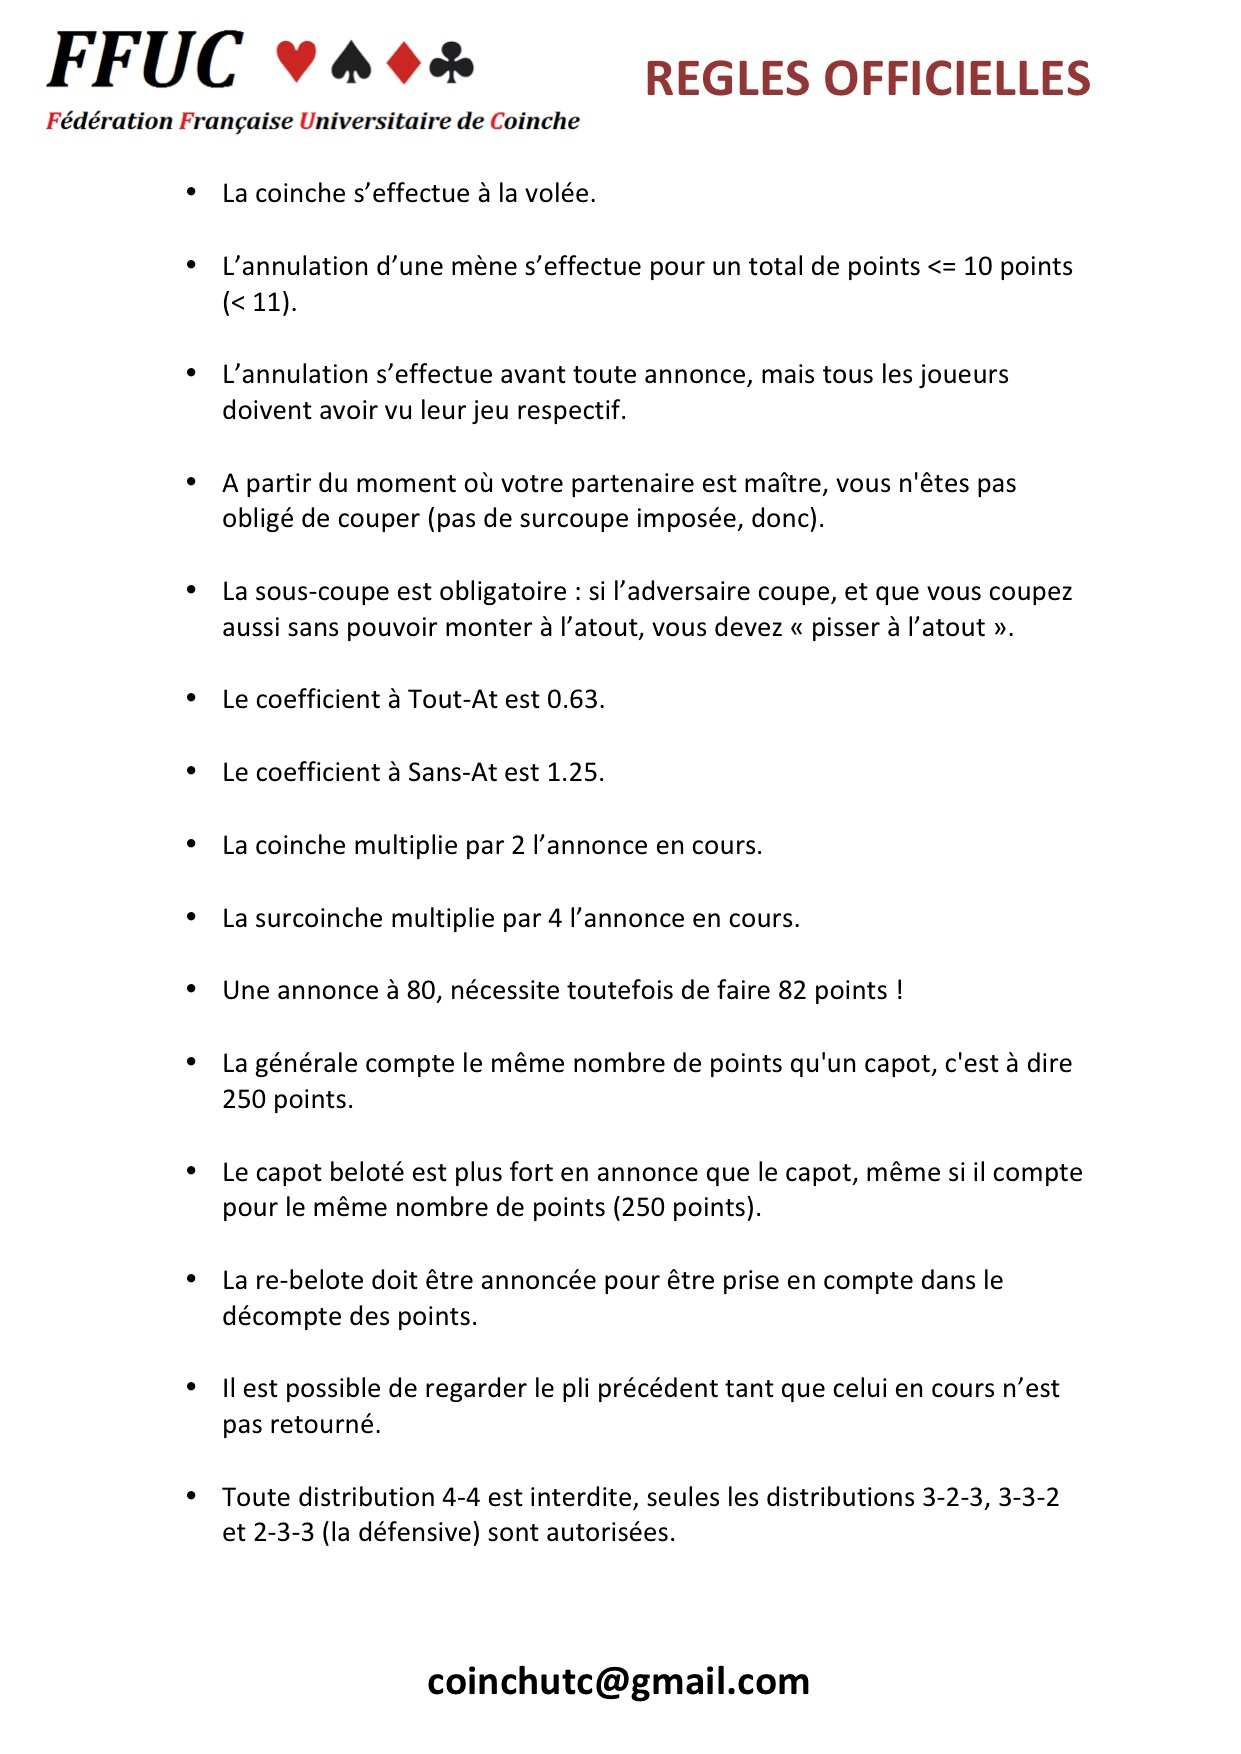 FFUC ♥♠♦♣
REGLES OFFICIELLES
Fédération Française Universitaire de Coinche
• La coinche s’effectue à la volée.
• L’annulation d’une mène s’effectue pour un total de points <= 10 points
(< 11).
• L’annulation s’effectue avant toute annonce, mais tous les joueurs
doivent avoir vu leur jeu respectif.
• A partir du moment où votre partenaire est maître, vous n'êtes pas
obligé de couper (pas de surcoupe imposée, donc).
• La sous-coupe est obligatoire : si l’adversaire coupe, et que vous coupez
aussi sans pouvoir monter à l’atout, vous devez « pisser à l’atout ».
• Le coefficient à Tout-At est 0.63.
• Le coefficient à Sans-At est 1.25.
• La coinche multiplie par 2 l’annonce en cours.
• La surcoinche multiplie par 4 l’annonce en cours.
• Une annonce à 80, nécessite toutefois de faire 82 points !
• La générale compte le même nombre de points qu'un capot, c'est à dire
250 points.
• Le capot beloté est plus fort en annonce que le capot, même si il compte
pour le même nombre de points (250 points).
• La re-belote doit être annoncée pour être prise en compte dans le
décompte des points.
• Il est possible de regarder le pli précédent tant que celui en cours n’est
pas retourné.
• Toute distribution 4-4 est interdite, seules les distributions 3-2-3, 3-3-2
et 2-3-3 (la défensive) sont autorisées.
coinchutc@gmail.com